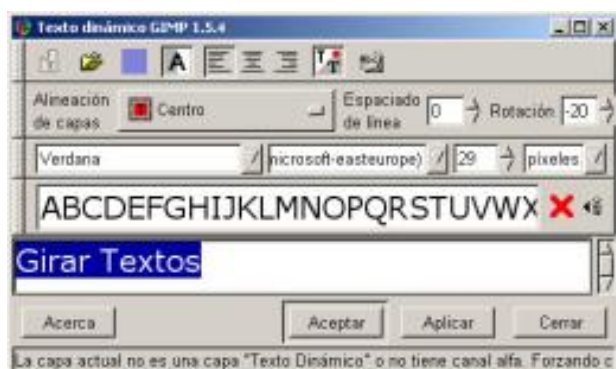 Texto dinámico GIMP 1.5.4
A
T T
Alineación de capas Centro Espaciado de línea 0 Rotación -20
Verdana microsoft-easteurope) 29 píxeles
ABCDEFGHIJKLMNOPQRSTUVWX
Girar Textos
Acerca Aceptar Aplicar Cerrar
La capa actual no es una capa "Texto Dinámico" o no tiene canal alfa. Forzando c